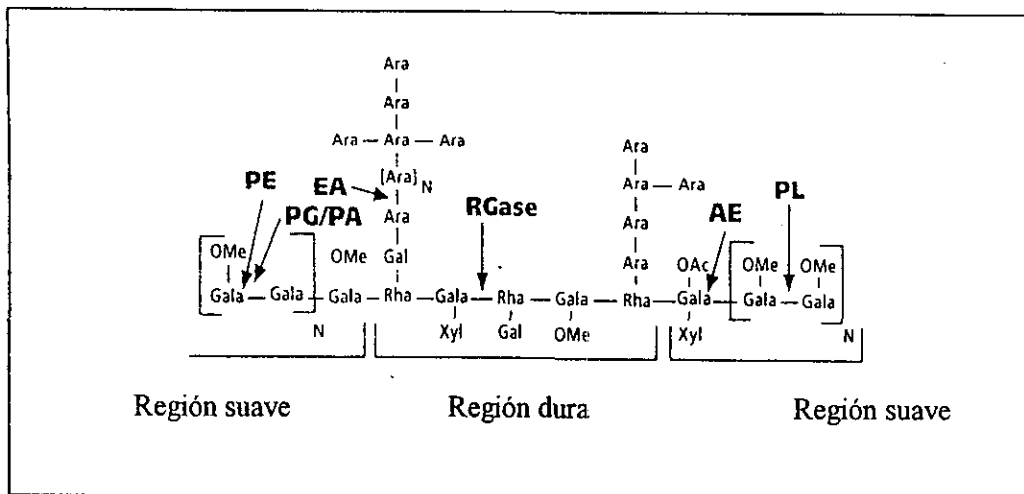 Ara
Ara
Ara — Ara — Ara
[Ara] N
Ara
Gal
Ara
Ara — Ara
Ara
Ara
PE
EA
PG/PA
RGase
AE
PL
OMe
OMe
OAc
OMe
OMe
Gala — Gala — Gala — Rha — Gala — Rha — Gala — Rha — Gala — Gala — Gala
N
Xyl
Gal
OMe
Xyl
N
Región suave
Región dura
Región suave